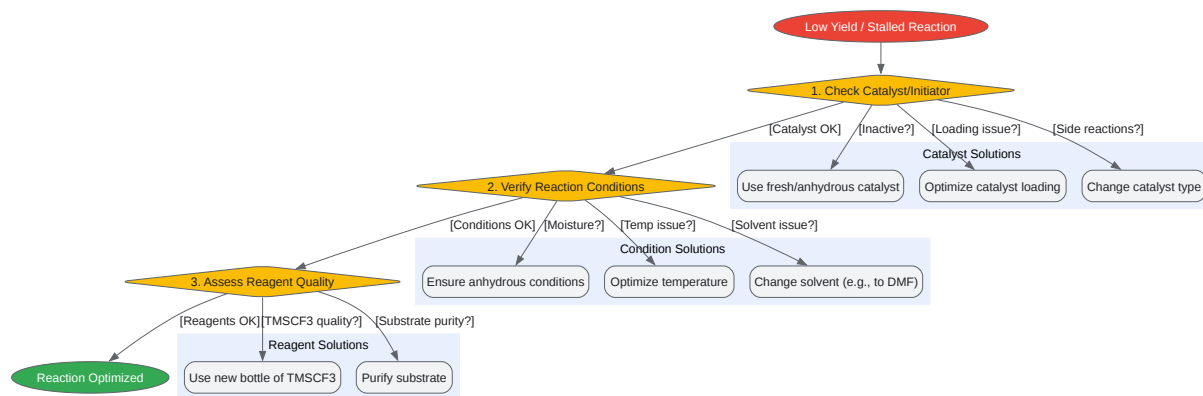 Low Yield / Stalled Reaction
1. Check Catalyst/Initiator
[Catalyst OK]
[Inactive?]
[Loading issue?]
[Side reactions?]
Catalyst Solutions
2. Verify Reaction Conditions
Use fresh/anhydrous catalyst
Optimize catalyst loading
Change catalyst type
[Conditions OK]
[Moisture?]
[Temp issue?]
[Solvent issue?]
Condition Solutions
3. Assess Reagent Quality
Ensure anhydrous conditions
Optimize temperature
Change solvent (e.g., to DMF)
[Reagents OK]
[TMSCF3 quality?]
[Substrate purity?]
Reagent Solutions
Reaction Optimized
Use new bottle of TMSCF3
Purify substrate